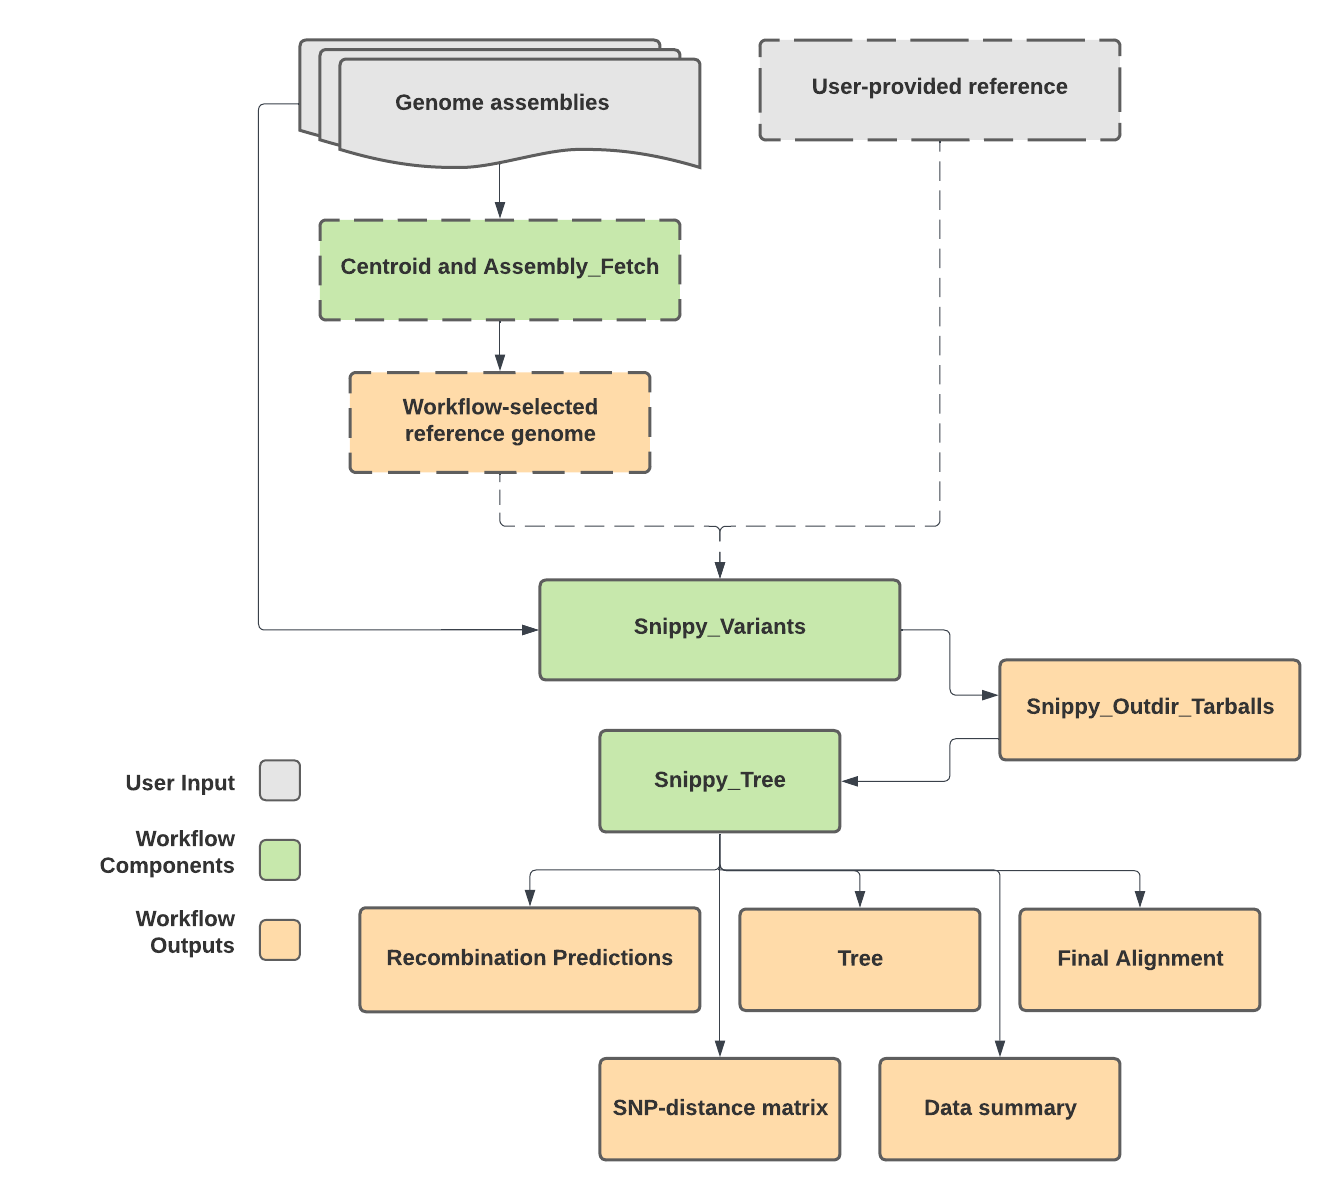 Genome assemblies
User-provided reference
Centroid and Assembly_Fetch
Workflow-selected
reference genome
Snippy_Variants
Snippy_Outdir_Tarballs
Snippy_Tree
User Input
Workflow
Components
Workflow
Outputs
Recombination Predictions
Tree
Final Alignment
SNP-distance matrix
Data summary